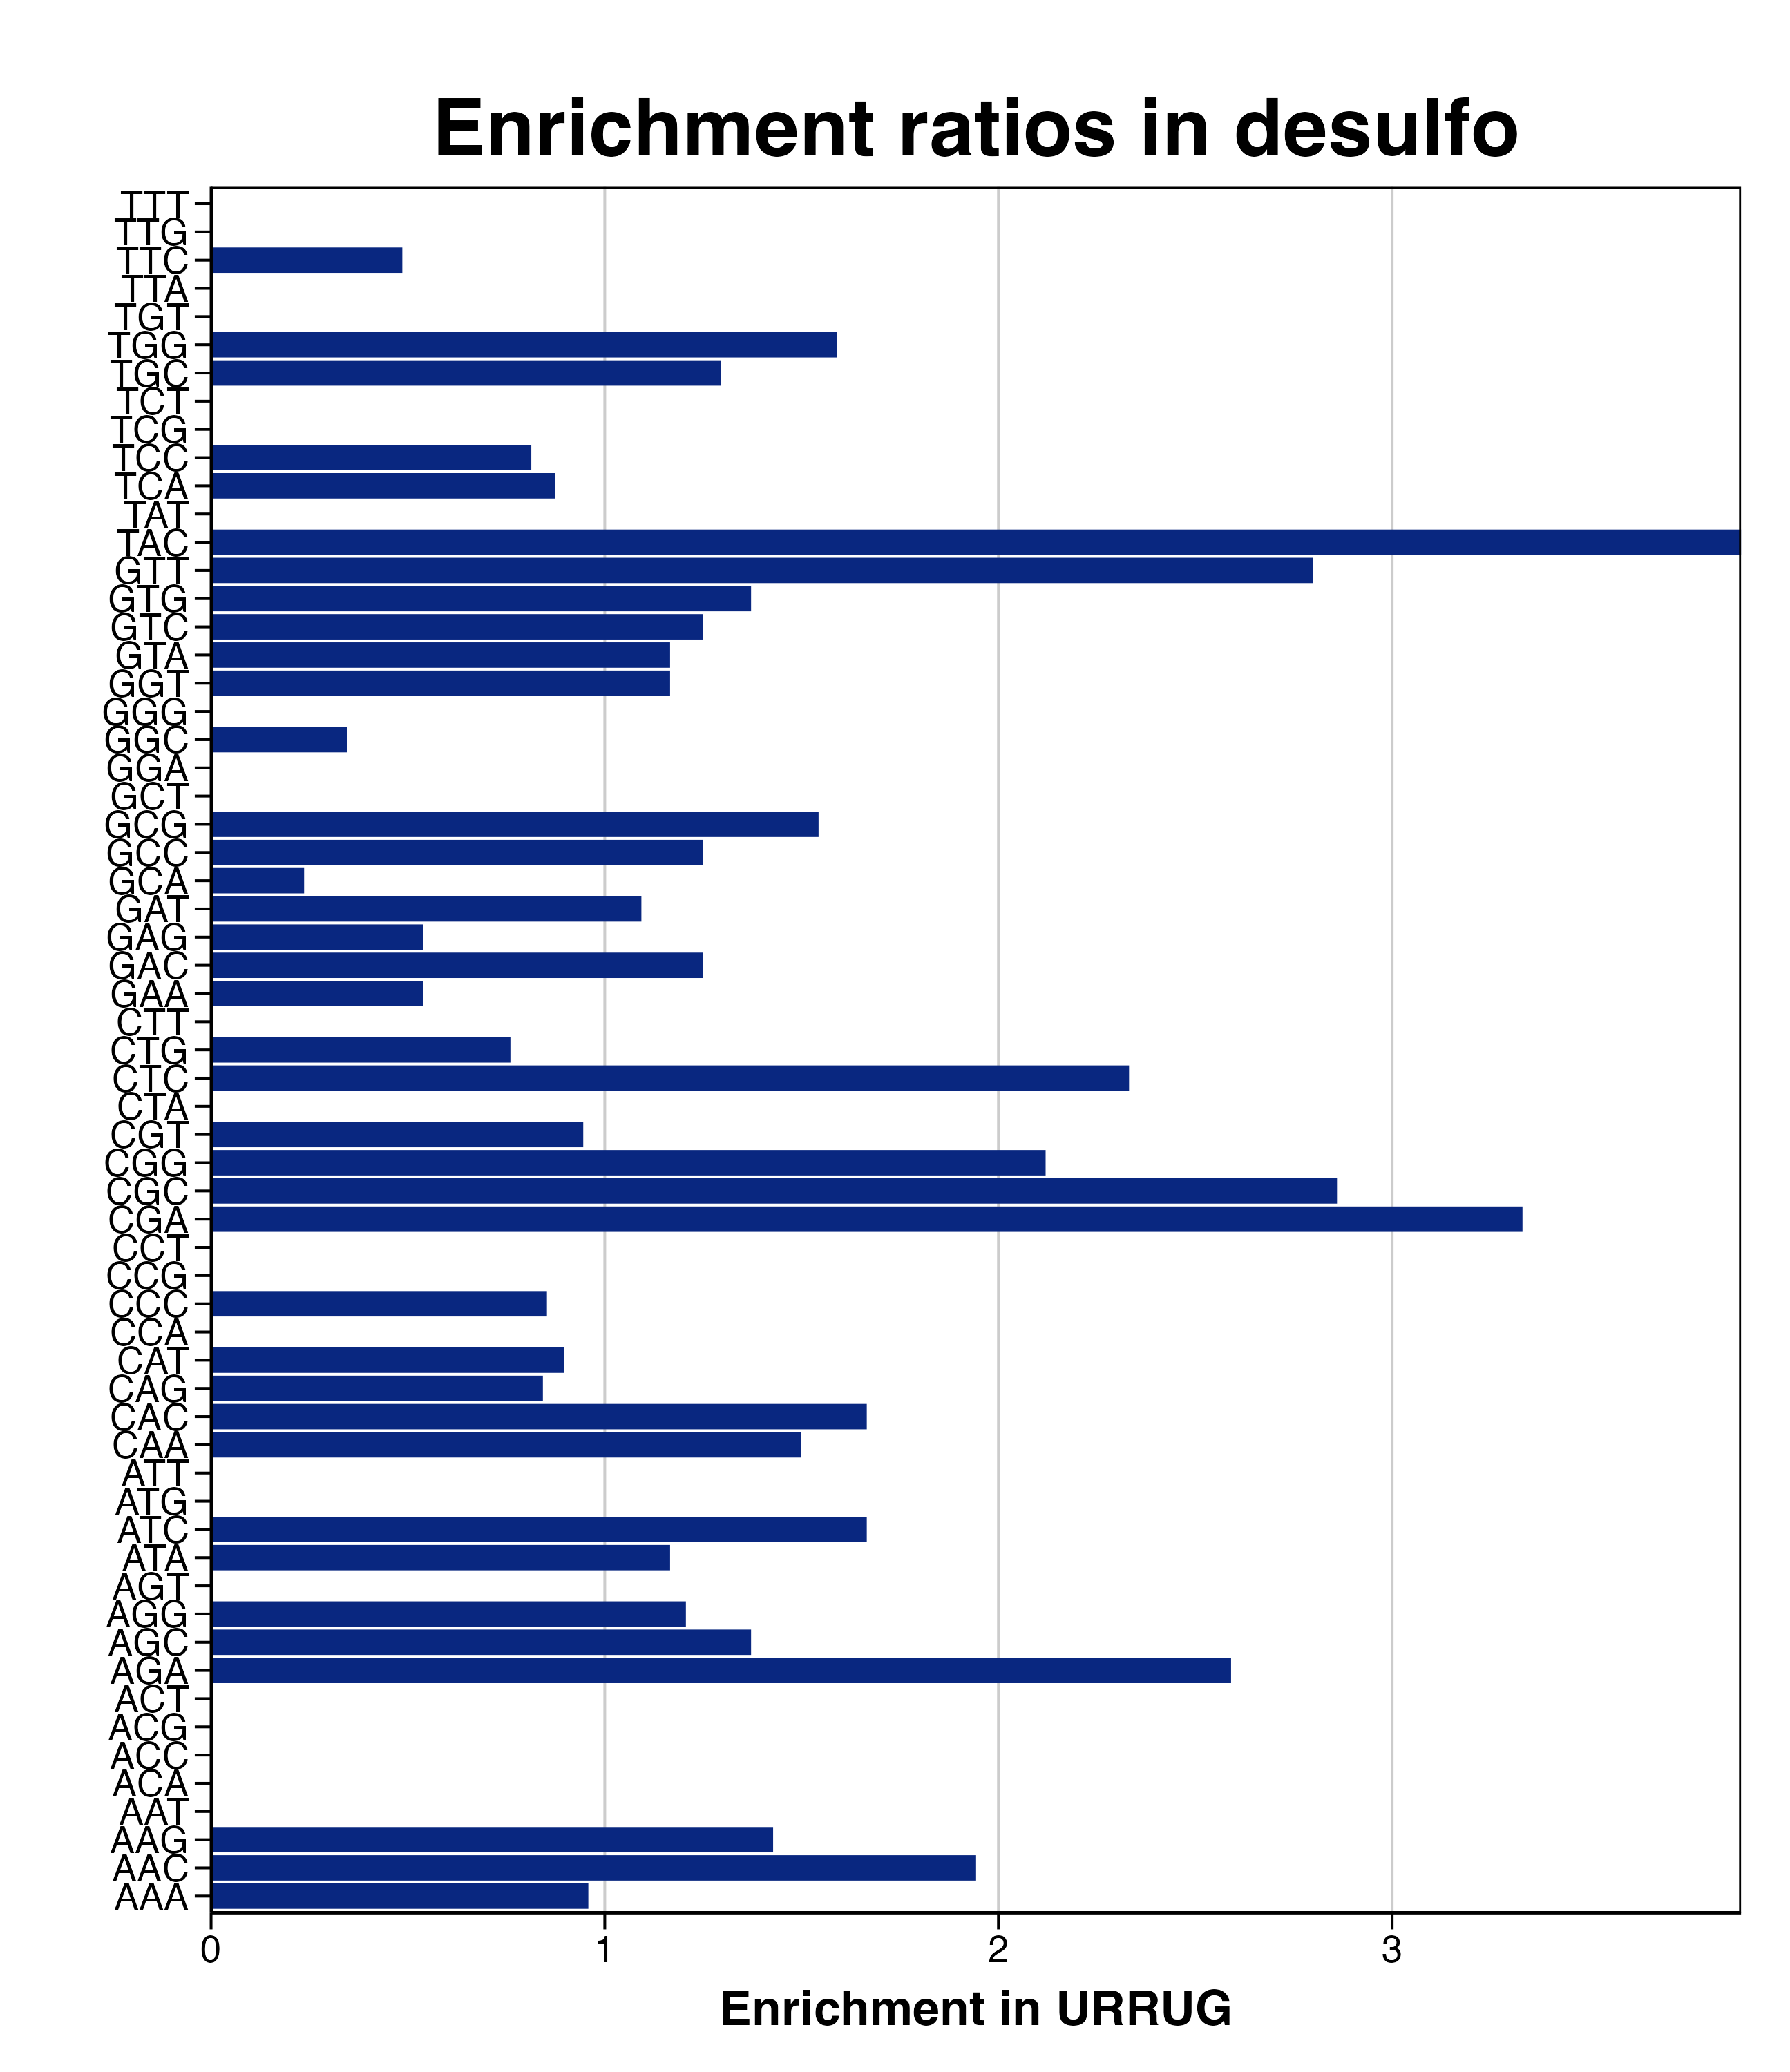 Enrichment ratios in desulfo
TTT
TTG
TTC
TTA
TGT
TGG
TGC
TCT
TCG
TCC
TCA
TAT
TAC
GTT
GTG
GTC
GTA
GGT
GGG
GGC
GGA
GCT
GCG
GCC
GCA
GAT
GAG
GAC
GAA
CTT
CTG
CTC
CTA
CGT
CGG
CGC
CGA
CCT
CCG
CCC
CCA
CAT
CAG
CAC
CAA
ATT
ATG
ATC
ATA
AGT
AGG
AGC
AGA
ACT
ACG
ACC
ACA
AAT
AAG
AAC
AAA
0 1 2 3
Enrichment in URRUG